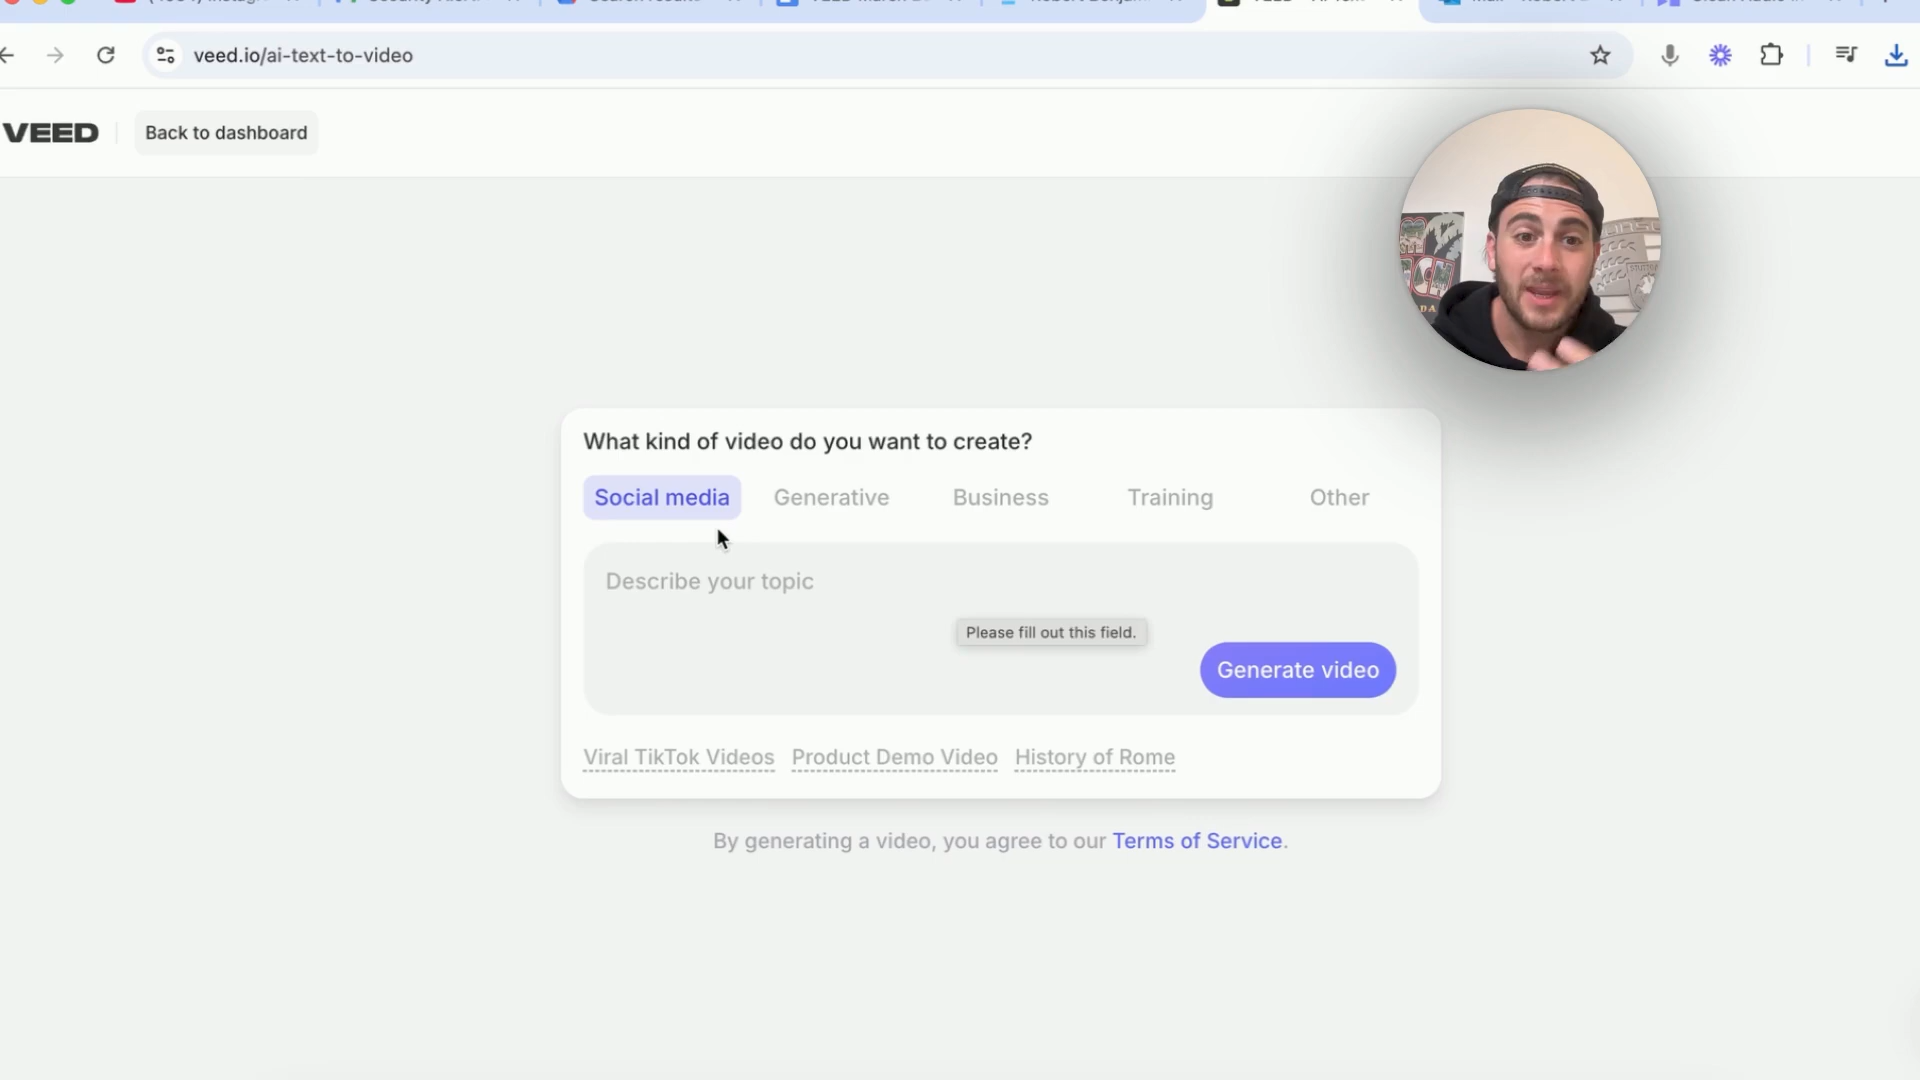 veed.io/ai-text-to-video
VEED
Back to dashboard
What kind of video do you want to create?
Social media
Generative
Business
Training
Other
Describe your topic
Please fill out this field.
Generate video
Viral TikTok Videos
Product Demo Video
History of Rome
By generating a video, you agree to our Terms of Service.